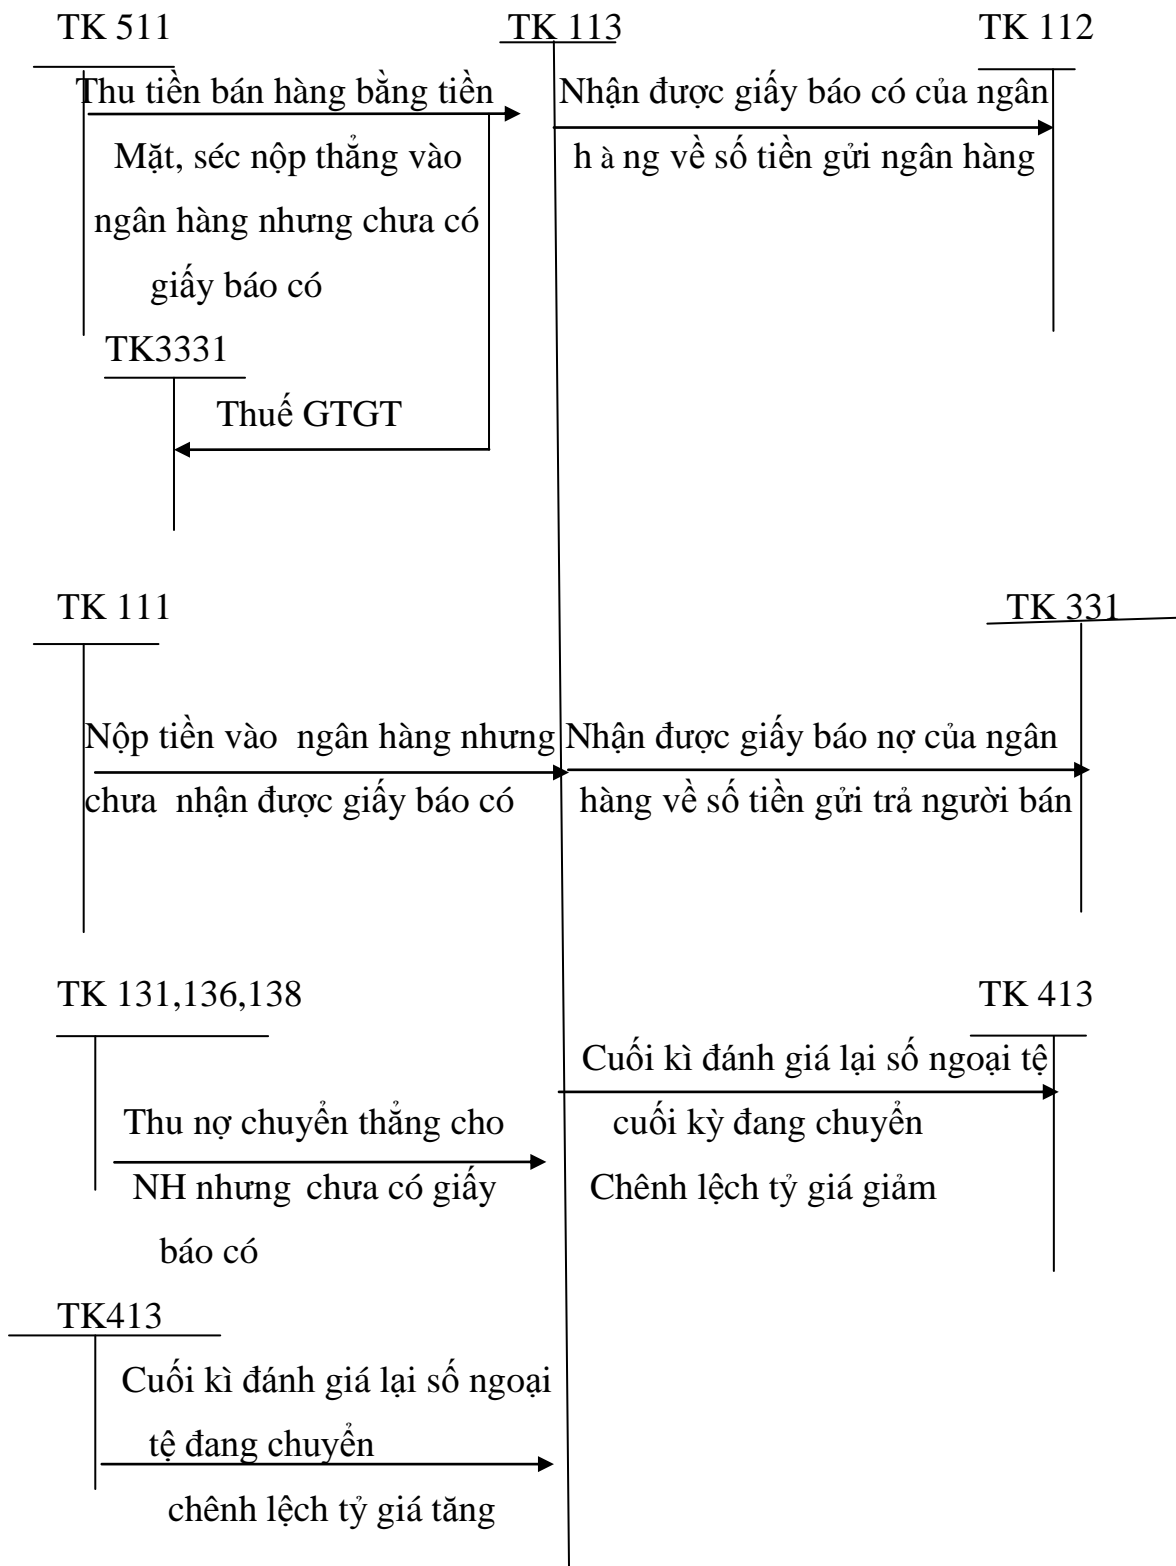 TK 511
TK 113
TK 112
Thu tiền bán hàng bằng tiền
Mặt, séc nộp thẳng vào
ngân hàng nhưng chưa có
giấy báo có
Nhận được giấy báo có của ngân
h à ng về số tiền gửi ngân hàng
TK3331
Thuế GTGT
TK 111
TK 331
Nộp tiền vào ngân hàng nhưng
chưa nhận được giấy báo có
Nhận được giấy báo nợ của ngân
hàng về số tiền gửi trả người bán
TK 131,136,138
TK 413
Thu nợ chuyển thẳng cho
NH nhưng chưa có giấy
báo có
Cuối kì đánh giá lại số ngoại tệ
cuối kỳ đang chuyển
Chênh lệch tỷ giá giảm
TK413
Cuối kì đánh giá lại số ngoại
tệ đang chuyển
chênh lệch tỷ giá tăng